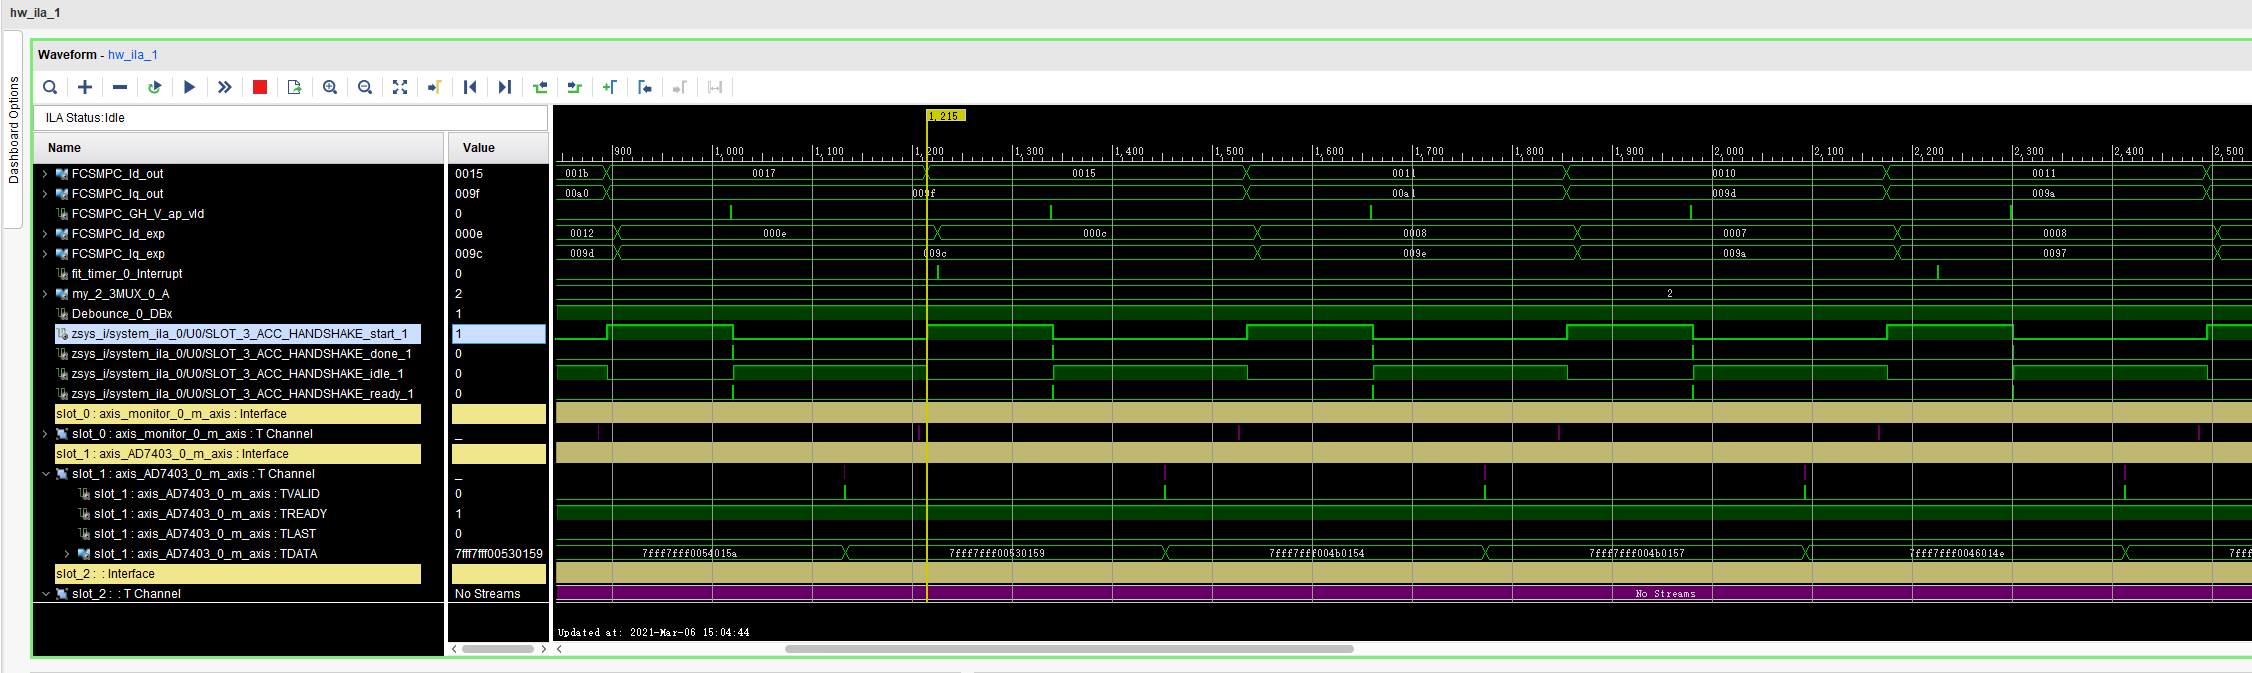 hw_ila_1
Dashboard Options
Waveform - hw_ila_1
ILA Status:Idle
Name Value
1,215
900 1,000 1,100 1,200 1,300 1,400 1,500 1,600 1,700 1,800 1,900 2,000 2,100 2,200 2,300 2,400 2,500
FCSMPC_Id_out 0015 001b 0017 0015 0011 0010 0011
FCSMPC_Iq_out 009f 00a0 009f 00a1 009d 009a
FCSMPC_GH_V_ap_vld 0
FCSMPC_Id_exp 000e 0012 000e 000c 0008 0007 0008
FCSMPC_Iq_exp 009c 009d 009c 009e 009a 0097
fit_timer_0_Interrupt 0
my_2_3MUX_0_A 2 2
Debounce_0_DBx 1
zsys_i/system_ila_0/U0/SLOT_3_ACC_HANDSHAKE_start_1 1
zsys_i/system_ila_0/U0/SLOT_3_ACC_HANDSHAKE_done_1 0
zsys_i/system_ila_0/U0/SLOT_3_ACC_HANDSHAKE_idle_1 0
zsys_i/system_ila_0/U0/SLOT_3_ACC_HANDSHAKE_ready_1 0
slot_0 : axis_monitor_0_m_axis : Interface
slot_0 : axis_monitor_0_m_axis : T Channel _
slot_1 : axis_AD7403_0_m_axis : Interface
slot_1 : axis_AD7403_0_m_axis : T Channel _
slot_1 : axis_AD7403_0_m_axis : TVALID 0
slot_1 : axis_AD7403_0_m_axis : TREADY 1
slot_1 : axis_AD7403_0_m_axis : TLAST 0
slot_1 : axis_AD7403_0_m_axis : TDATA 7fff7fff00530159 7fff7fff0054015a 7fff7fff00530159 7fff7fff004b0154 7fff7fff004b0157 7fff7fff0046014e 7fff
slot_2 : : Interface
slot_2 : : T Channel No Streams No Streams
Updated at: 2021-Mar-06 15:04:44